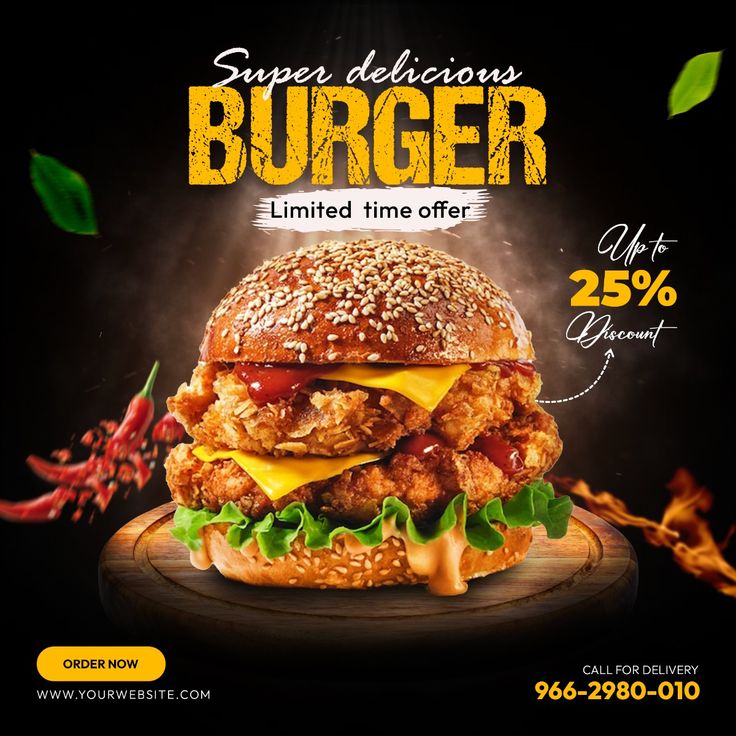 Super delicious
BURGER
Limited time offer
Up to
25%
Discount
ORDER NOW
WWW.YOURWEBSITE.COM
CALL FOR DELIVERY
966-2980-010